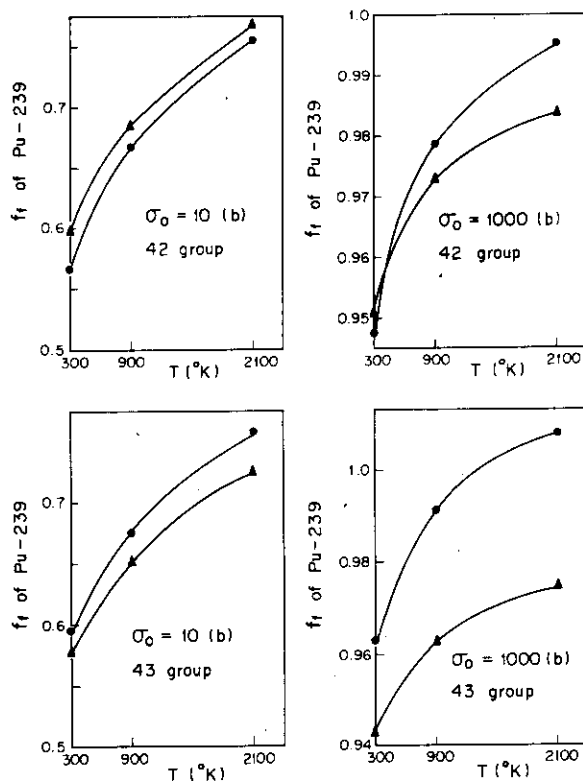 f_f of Pu-239
0.7
0.6
0.5
300 900 2100
T (°K)
σ₀ = 10 (b)
42 group
f_f of Pu-239
1.0
0.99
0.98
0.97
0.96
0.95
300 900 2100
T (°K)
σ₀ = 1000 (b)
42 group
f_f of Pu-239
0.7
0.6
0.5
300 900 2100
T (°K)
σ₀ = 10 (b)
43 group
f_f of Pu-239
1.0
0.98
0.96
0.94
300 900 2100
T (°K)
σ₀ = 1000 (b)
43 group